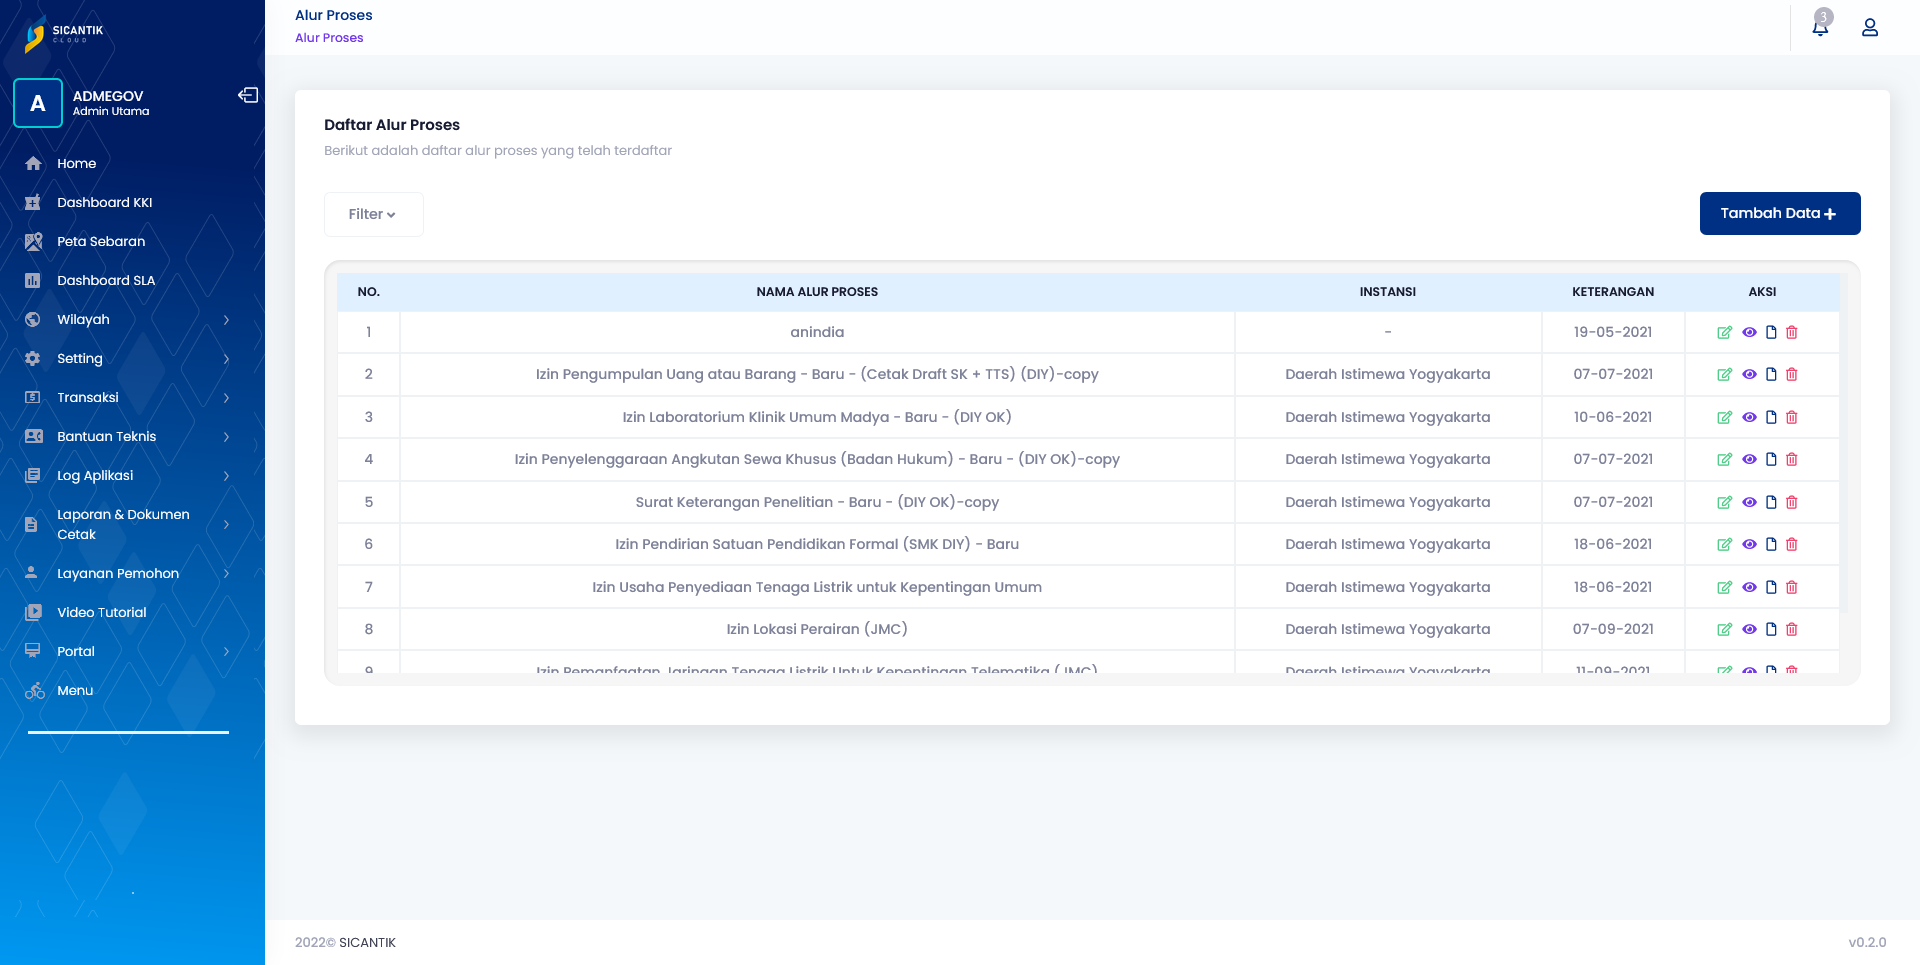 SICANTIK
CLOUD
A
ADMEGOV
Admin Utama
Home
Dashboard KKI
Peta Sebaran
Dashboard SLA
Wilayah
Setting
Transaksi
Bantuan Teknis
Log Aplikasi
Laporan & Dokumen
Cetak
Layanan Pemohon
Video Tutorial
Portal
Menu
Alur Proses
Alur Proses
3
Daftar Alur Proses
Berikut adalah daftar alur proses yang telah terdaftar
Filter
Tambah Data
NO. NAMA ALUR PROSES INSTANSI KETERANGAN AKSI
1 anindia - 19-05-2021
2 Izin Pengumpulan Uang atau Barang - Baru - (Cetak Draft SK + TTS) (DIY)-copy Daerah Istimewa Yogyakarta 07-07-2021
3 Izin Laboratorium Klinik Umum Madya - Baru - (DIY OK) Daerah Istimewa Yogyakarta 10-06-2021
4 Izin Penyelenggaraan Angkutan Sewa Khusus (Badan Hukum) - Baru - (DIY OK)-copy Daerah Istimewa Yogyakarta 07-07-2021
5 Surat Keterangan Penelitian - Baru - (DIY OK)-copy Daerah Istimewa Yogyakarta 07-07-2021
6 Izin Pendirian Satuan Pendidikan Formal (SMK DIY) - Baru Daerah Istimewa Yogyakarta 18-06-2021
7 Izin Usaha Penyediaan Tenaga Listrik untuk Kepentingan Umum Daerah Istimewa Yogyakarta 18-06-2021
8 Izin Lokasi Perairan (JMC) Daerah Istimewa Yogyakarta 07-09-2021
9 Izin Pemanfaatan Jaringan Tenaga Listrik Untuk Kepentingan Telematika (JMC) Daerah Istimewa Yogyakarta 11-09-2021
2022© SICANTIK
v0.2.0